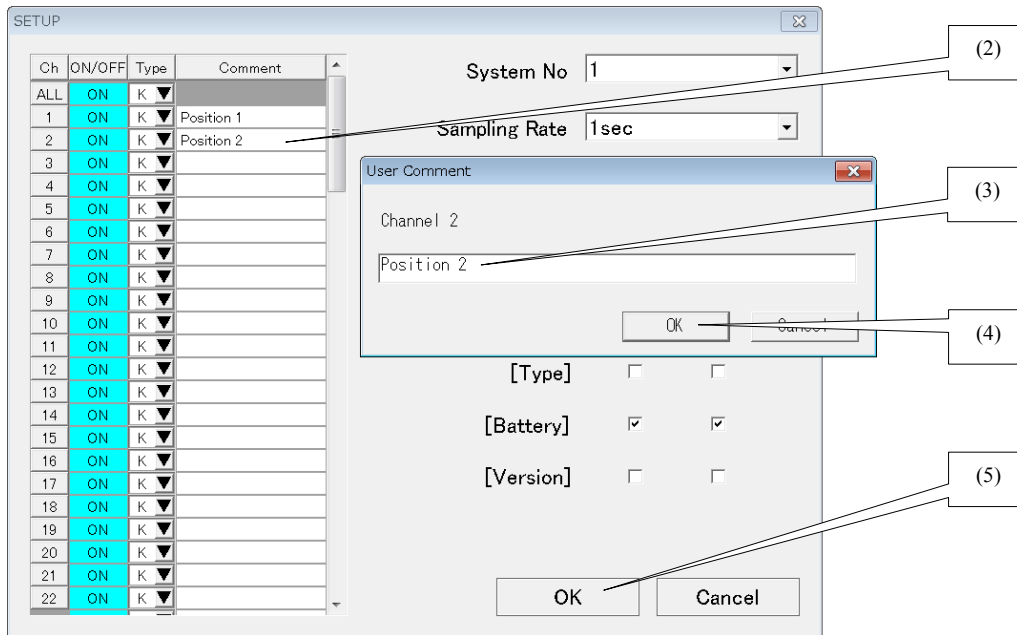 SETUP
Ch ON/OFF Type Comment
ALL ON K
1 ON K Position 1
2 ON K Position 2
3 ON K
4 ON K
5 ON K
6 ON K
7 ON K
8 ON K
9 ON K
10 ON K
11 ON K
12 ON K
13 ON K
14 ON K
15 ON K
16 ON K
17 ON K
18 ON K
19 ON K
20 ON K
21 ON K
22 ON K
System No 1
Sampling Rate 1sec
User Comment
Channel 2
Position 2
OK Cancel
[Type]
[Battery]
[Version]
OK Cancel
(2)
(3)
(4)
(5)